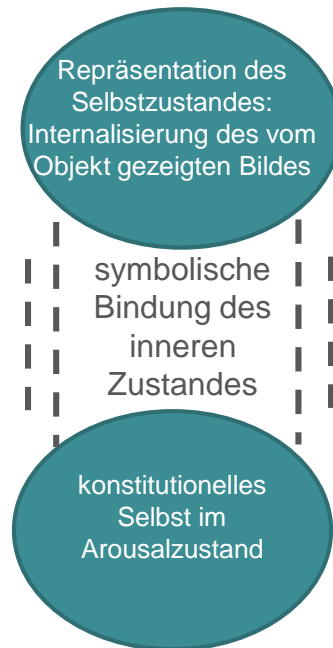 Repräsentation des
Selbstzustandes:
Internalisierung des vom
Objekt gezeigten Bildes
symbolische
Bindung des
inneren
Zustandes
konstitutionelles
Selbst im
Arousalzustand